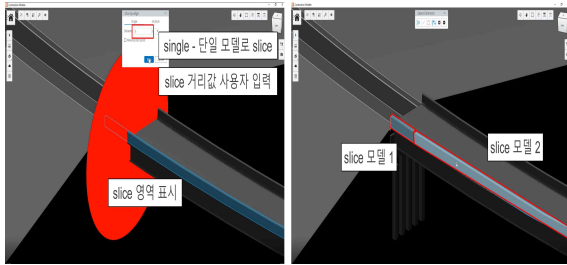 single - 단일 모델로 slice
slice 거리값 사용자 입력
slice 영역 표시
slice 모델 1
slice 모델 2